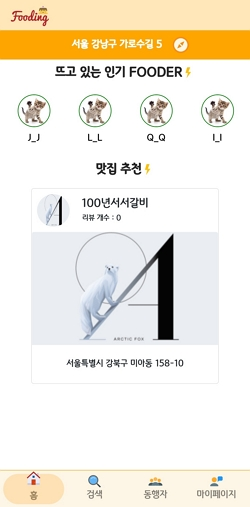 Fooding
서울 강남구 가로수길 5
뜨고 있는 인기 FOODER
J_J L_L Q_Q I_I
맛집 추천
100년서서갈비
리뷰 개수 : 0
A
ARCTIC FOX
서울특별시 강북구 미아동 158-10
홈 검색 동행자 마이페이지